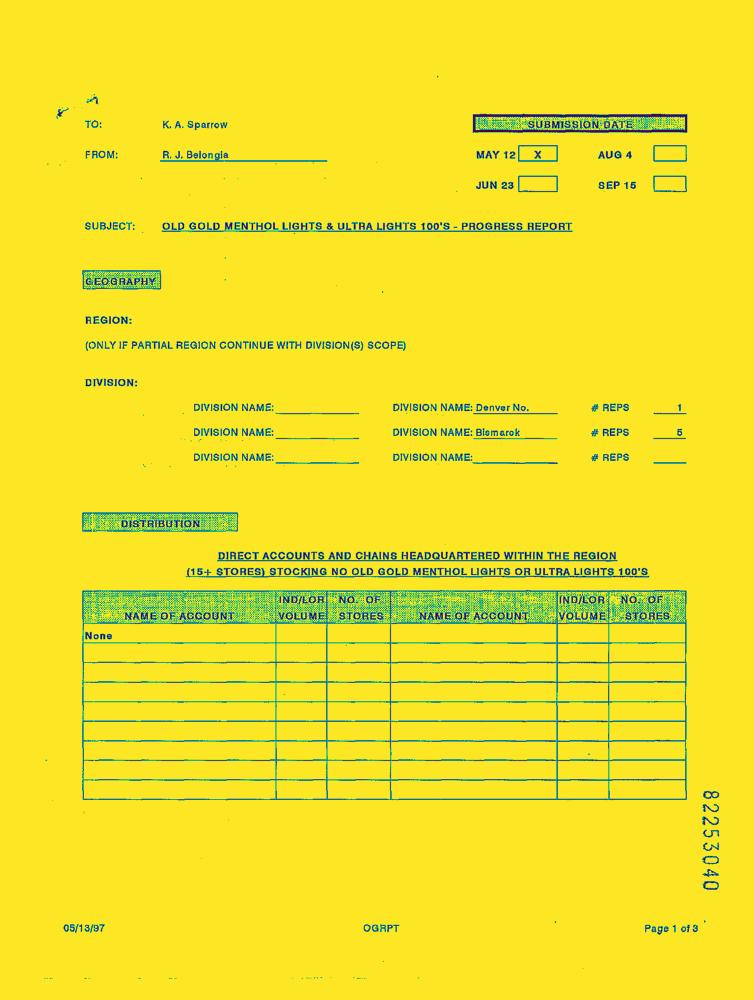 TO: K. A. Sparrow
SUBMISSION DATE
FROM: R. J. Belongia
MAY 12 X AUG 4
JUN 23 SEP 15
SUBJECT: OLD GOLD MENTHOL LIGHTS & ULTRA LIGHTS 100'S - PROGRESS REPORT
GEOGRAPHY
REGION:
(ONLY IF PARTIAL REGION CONTINUE WITH DIVISION(S) SCOPE)
DIVISION:
DIVISION NAME: DIVISION NAME: Denver No. # REPS 1
DIVISION NAME: DIVISION NAME: Bismarck # REPS 5
DIVISION NAME: DIVISION NAME: # REPS
DISTRIBUTION
DIRECT ACCOUNTS AND CHAINS HEADQUARTERED WITHIN THE REGION
(15+ STORES) STOCKING NO OLD GOLD MENTHOL LIGHTS OR ULTRA LIGHTS 100'S
IND/LOR NO. OF IND/LOR NO. OF
NAME OF ACCOUNT VOLUME STORES NAME OF ACCOUNT VOLUME STORES
None
82253040
05/13/97 OGRPT Page 1 of 3